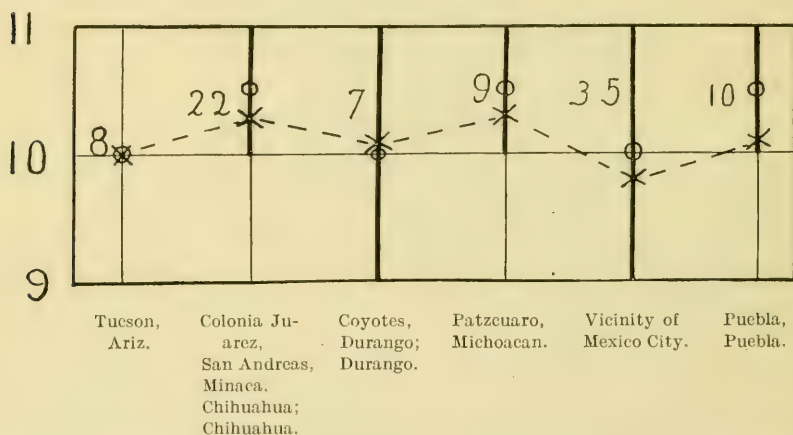 11
22 9 35
8 7 10
10
9
Tucson,
Ariz.
Colonia Ju-
arez,
San Andreas,
Minaca.
Chihuahua;
Chihuahua.
Coyotes,
Durango;
Durango.
Patzcuaro,
Michoacan.
Vicinity of
Mexico City.
Puebla,
Puebla.